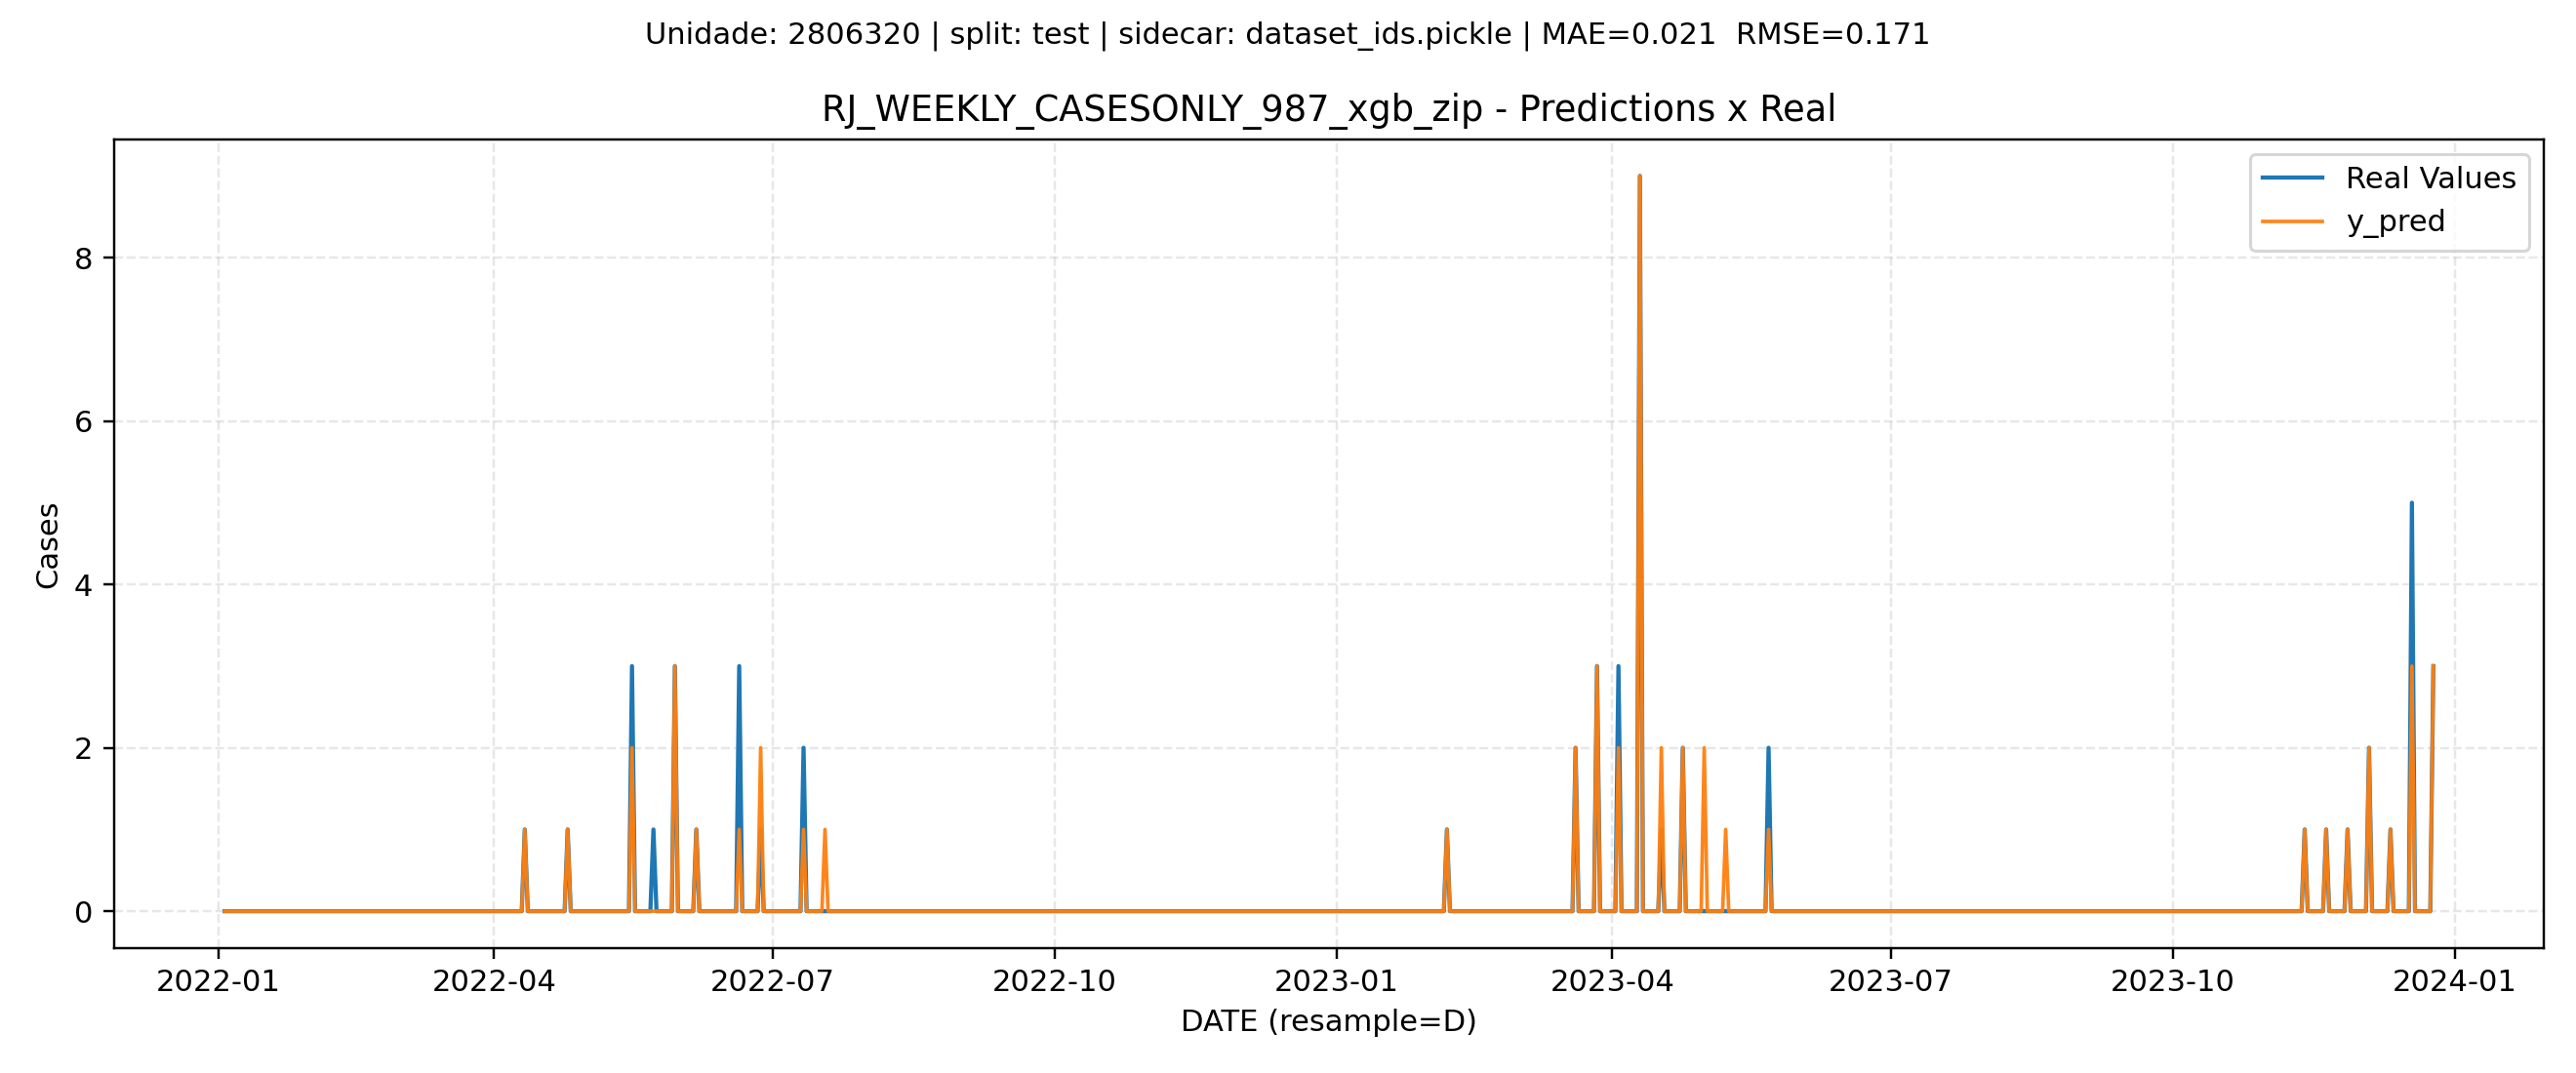 Unidade: 2806320 | split: test | sidecar: dataset_ids.pickle | MAE=0.021  RMSE=0.171
RJ_WEEKLY_CASESONLY_987_xgb_zip - Predictions x Real
Real Values
y_pred
8
6
4
2
0
Cases
2022-01 2022-04 2022-07 2022-10 2023-01 2023-04 2023-07 2023-10 2024-01
DATE (resample=D)